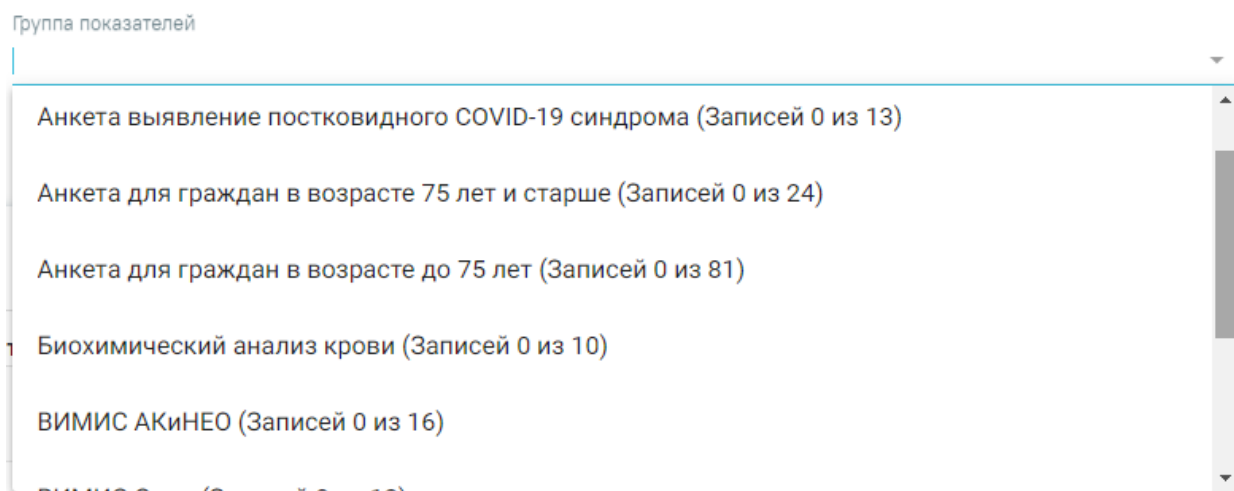 Группа показателей
Анкета выявление постковидного COVID-19 синдрома (Записей 0 из 13)
Анкета для граждан в возрасте 75 лет и старше (Записей 0 из 24)
Анкета для граждан в возрасте до 75 лет (Записей 0 из 81)
Биохимический анализ крови (Записей 0 из 10)
ВИМИС АКиНЕО (Записей 0 из 16)